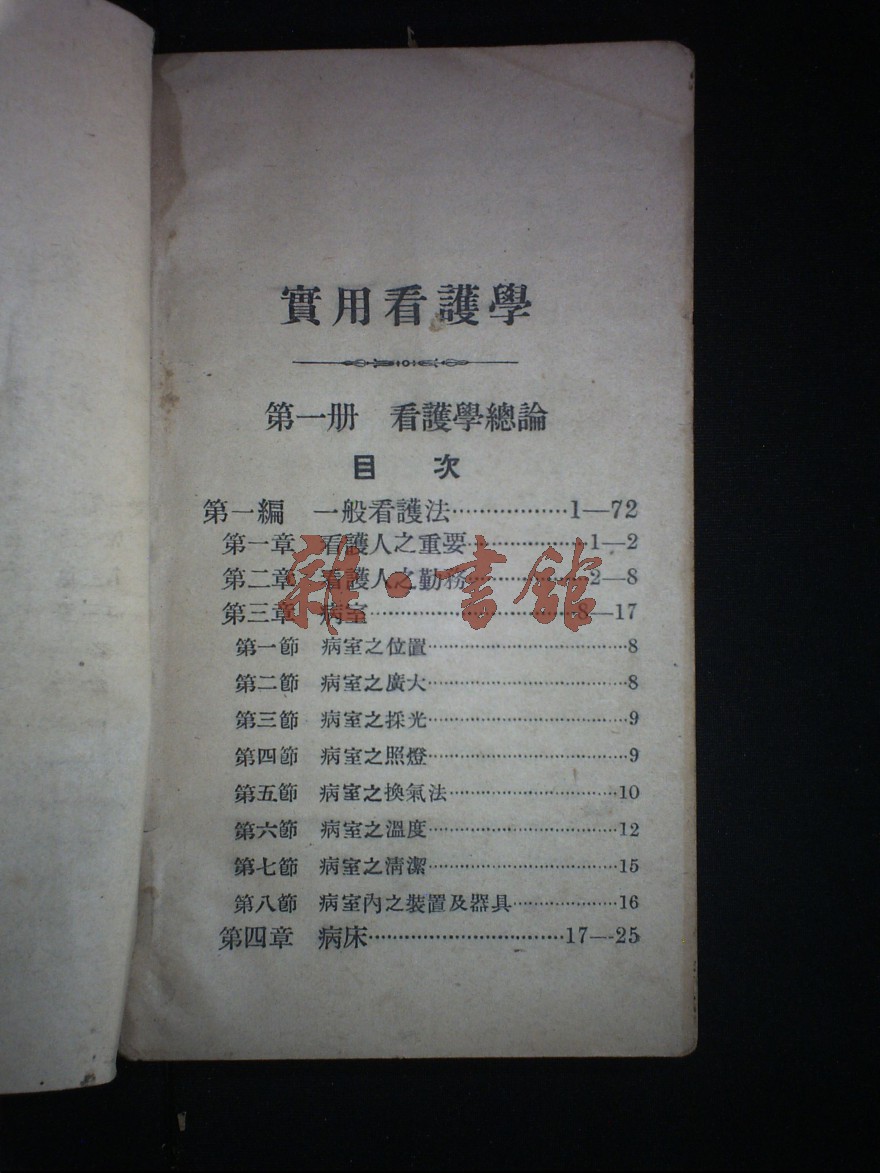 實用看護學
第一册 看護學總論
目 次
第一編 一般看護法………………1—72
第一章 看護人之重要………………1—2
第二章 看護人之勤務………………2—8
第三章 病室………………8—17
第一節 病室之位置………………8
第二節 病室之廣大………………8
第三節 病室之採光………………9
第四節 病室之照燈………………9
第五節 病室之換氣法………………10
第六節 病室之溫度………………12
第七節 病室之淸潔………………15
第八節 病室內之裝置及器具………………16
第四章 病床………………17—25
雜·書館